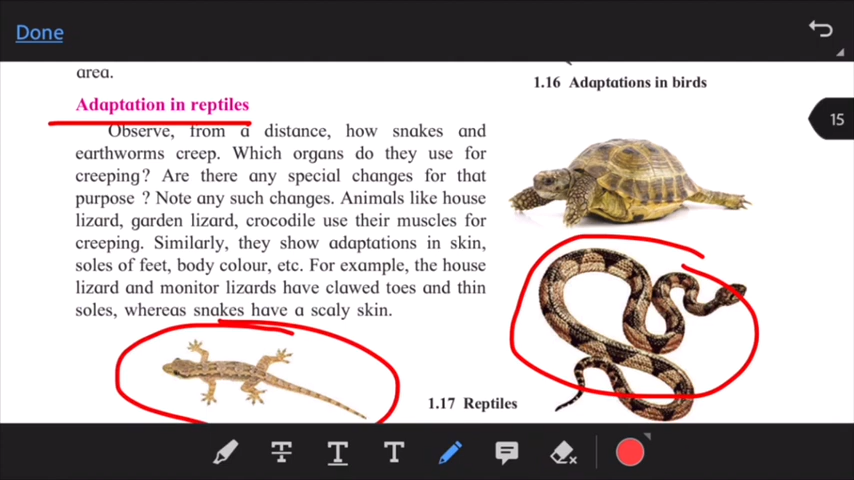 Done
area.
1.16 Adaptations in birds
Adaptation in reptiles
15
Observe, from a distance, how snakes and
earthworms creep. Which organs do they use for
creeping? Are there any special changes for that
purpose ? Note any such changes. Animals like house
lizard, garden lizard, crocodile use their muscles for
creeping. Similarly, they show adaptations in skin,
soles of feet, body colour, etc. For example, the house
lizard and monitor lizards have clawed toes and thin
soles, whereas snakes have a scaly skin.
1.17 Reptiles
T T T